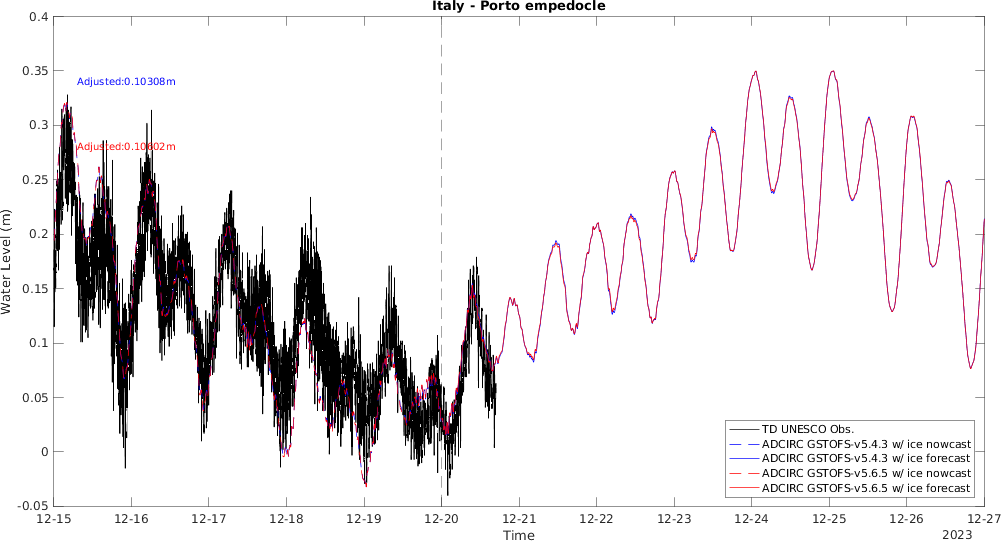 Italy - Porto empedocle
0.4
0.35
0.3
0.25
0.2
0.15
0.1
0.05
0
-0.05
Water Level (m)
Adjusted:0.10308m
Adjusted:0.10602m
TD UNESCO Obs.
ADCIRC GSTOFS-v5.4.3 w/ ice nowcast
ADCIRC GSTOFS-v5.4.3 w/ ice forecast
ADCIRC GSTOFS-v5.6.5 w/ ice nowcast
ADCIRC GSTOFS-v5.6.5 w/ ice forecast
12-15 12-16 12-17 12-18 12-19 12-20 12-21 12-22 12-23 12-24 12-25 12-26 12-27
Time
2023